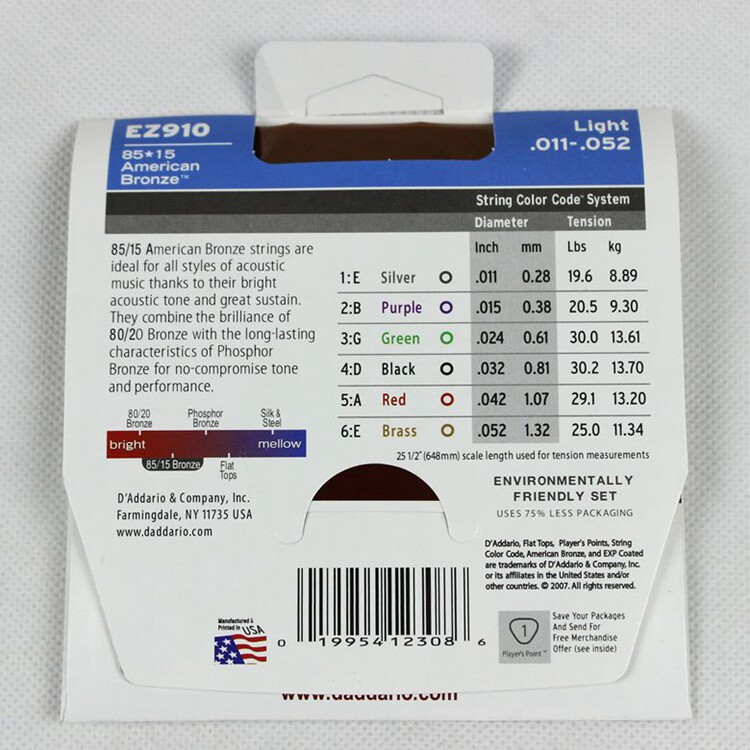 EZ910
85★15
American
Bronze™
Light
.011-.052
String Color Code™ System
Diameter Tension
Inch mm Lbs kg
1:E Silver .011 0.28 19.6 8.89
2:B Purple .015 0.38 20.5 9.30
3:G Green .024 0.61 30.0 13.61
4:D Black .032 0.81 30.2 13.70
5:A Red .042 1.07 29.1 13.20
6:E Brass .052 1.32 25.0 11.34
25 1/2" (648mm) scale length used for tension measurements
85/15 American Bronze strings are
ideal for all styles of acoustic
music thanks to their bright
acoustic tone and great sustain.
They combine the brilliance of
80/20 Bronze with the long-lasting
characteristics of Phosphor
Bronze for no-compromise tone
and performance.
80/20
Bronze
Phosphor
Bronze
Silk &
Steel
bright mellow
85/15 Bronze
Flat
Tops
D'Addario & Company, Inc.
Farmingdale, NY 11735 USA
www.daddario.com
ENVIRONMENTALLY
FRIENDLY SET
USES 75% LESS PACKAGING
D'Addario, Flat Tops, Player's Points, String
Color Code, American Bronze, and EXP Coated
are trademarks of D'Addario & Company, Inc.
or its affiliates in the United States and/or
other countries. © 2007. All rights reserved.
Manufactured &
Printed in USA
0 19954 12308 6
1
Player's Point™
Save Your Packages
And Send For
Free Merchandise
Offer (see inside)
www.daddario.com